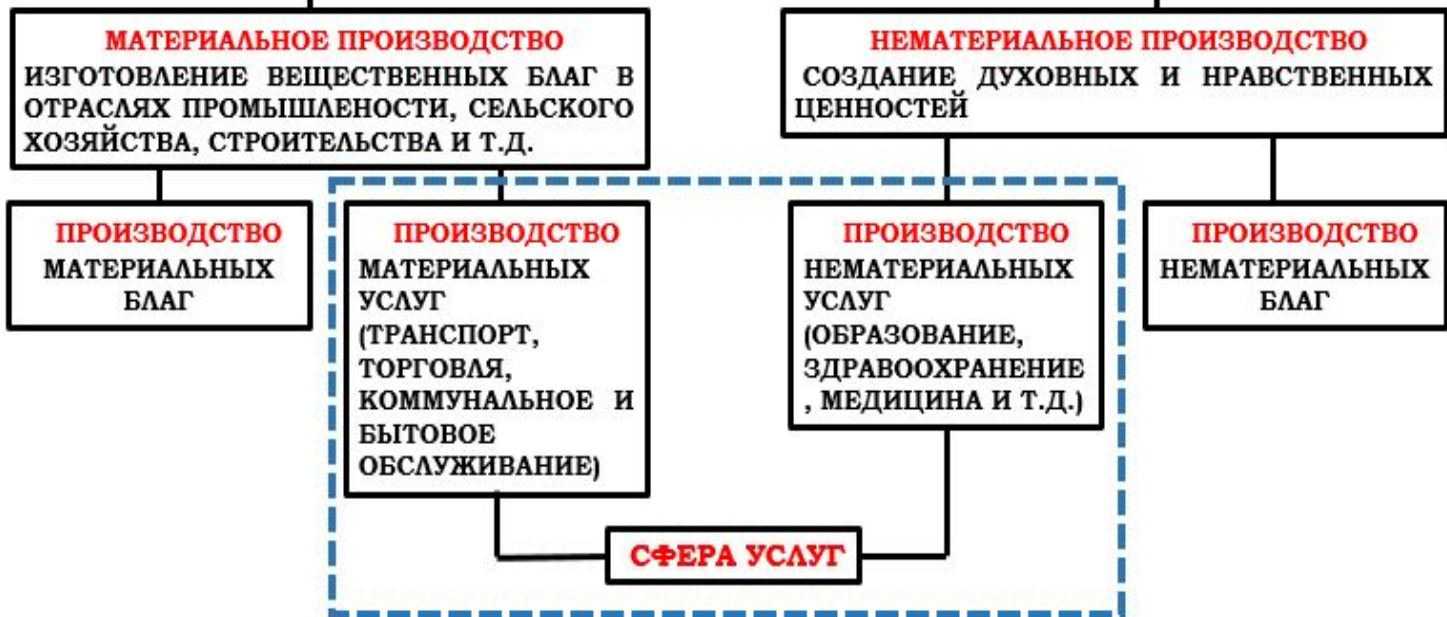 МАТЕРИАЛЬНОЕ ПРОИЗВОДСТВО
ИЗГОТОВЛЕНИЕ ВЕЩЕСТВЕННЫХ БЛАГ В
ОТРАСЛЯХ ПРОМЫШЛЕНОСТИ, СЕЛЬСКОГО
ХОЗЯЙСТВА, СТРОИТЕЛЬСТВА И Т.Д.
НЕМАТЕРИАЛЬНОЕ ПРОИЗВОДСТВО
СОЗДАНИЕ ДУХОВНЫХ И НРАВСТВЕННЫХ
ЦЕННОСТЕЙ
ПРОИЗВОДСТВО
МАТЕРИАЛЬНЫХ
БЛАГ
ПРОИЗВОДСТВО
МАТЕРИАЛЬНЫХ
УСЛУГ
(ТРАНСПОРТ,
ТОРГОВЛЯ,
КОММУНАЛЬНОЕ И
БЫТОВОЕ
ОБСЛУЖИВАНИЕ)
ПРОИЗВОДСТВО
НЕМАТЕРИАЛЬНЫХ
УСЛУГ
(ОБРАЗОВАНИЕ,
ЗДРАВООХРАНЕНИЕ
, МЕДИЦИНА И Т.Д.)
ПРОИЗВОДСТВО
НЕМАТЕРИАЛЬНЫХ
БЛАГ
СФЕРА УСЛУГ